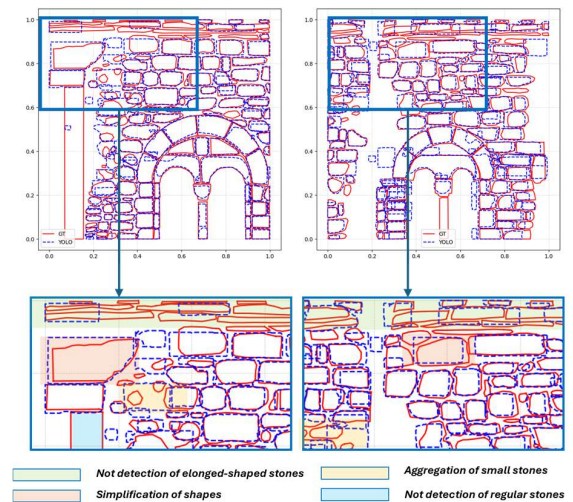 1.0
0.8
0.6
0.4
0.2
0.0
GT
YOLO
0.0 0.2 0.4 0.6 0.8 1.0
1.0
0.8
0.6
0.4
0.2
0.0
GT
YOLO
0.0 0.2 0.4 0.6 0.8 1.0
Not detection of elonged-shaped stones
Aggregation of small stones
Simplification of shapes
Not detection of regular stones